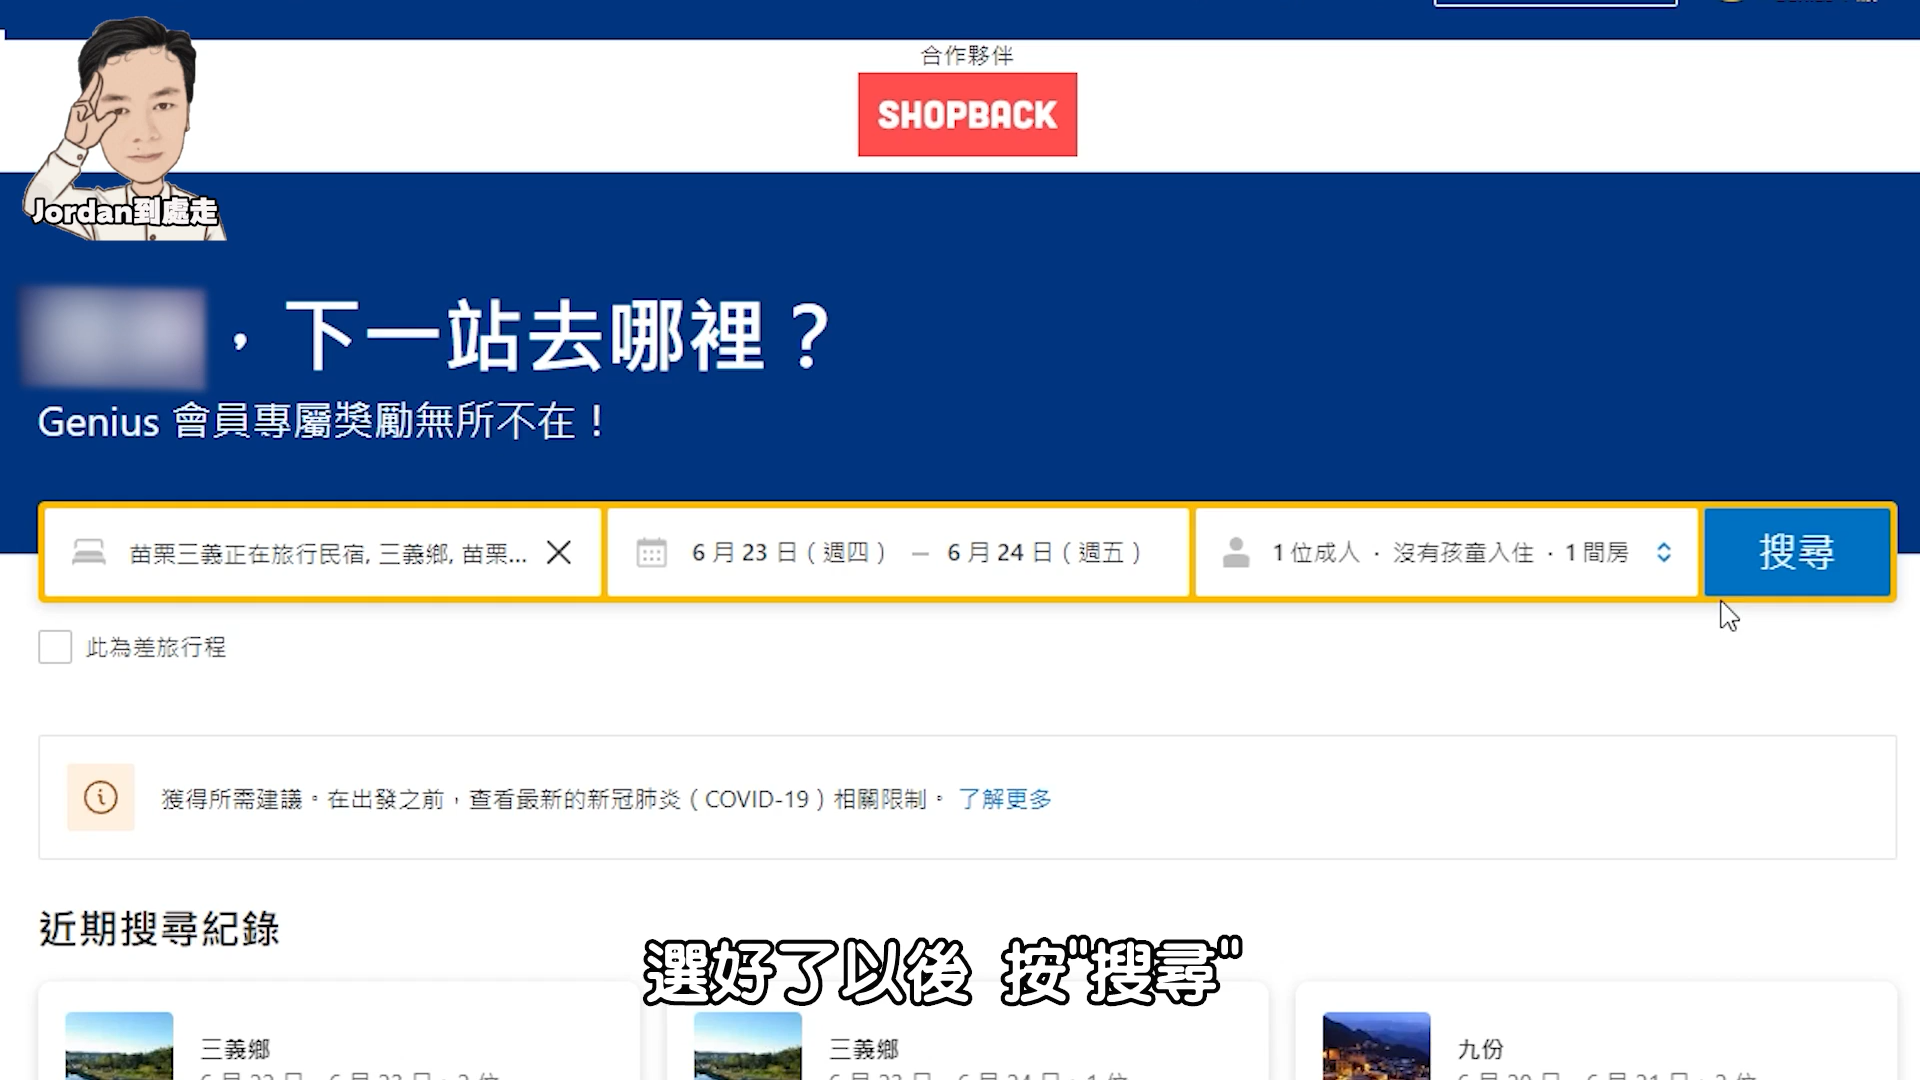 合作夥伴
SHOPBACK
Jordan到處走
，下一站去哪裡？
Genius 會員專屬獎勵無所不在！
苗栗三義正在旅行民宿, 三義鄉, 苗栗...
6 月 23 日（週四） — 6 月 24 日（週五）
1 位成人 · 沒有孩童入住 · 1 間房
搜尋
此為差旅行程
獲得所需建議。在出發之前，查看最新的新冠肺炎（COVID-19）相關限制。 了解更多
近期搜尋紀錄
選好了以後 按"搜尋"
三義鄉
三義鄉
九份